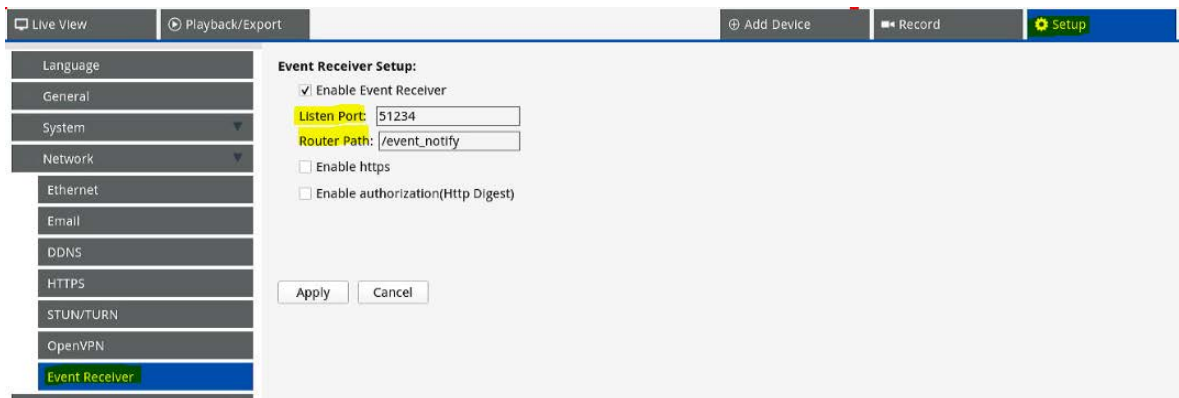 Live View
Playback/Export
Add Device
Record
Setup
Language
General
System
Network
Ethernet
Email
DDNS
HTTPS
STUN/TURN
OpenVPN
Event Receiver
Event Receiver Setup:
Enable Event Receiver
Listen Port: 51234
Router Path: /event_notify
Enable https
Enable authorization(Http Digest)
Apply
Cancel